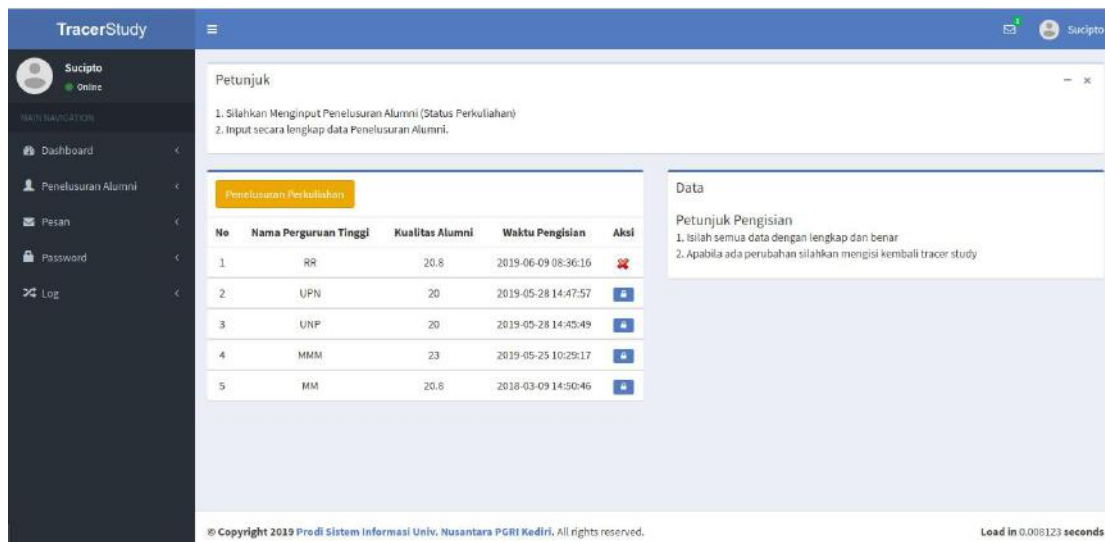 TracerStudy
Sucipto
Sucipto
Online
MAIN NAVIGATION
Dashboard
Penelusuran Alumni
Pesan
Password
Log
Petunjuk
1. Silahkan Menginput Penelusuran Alumni (Status Perkuliahan)
2. Input secara lengkap data Penelusuran Alumni.
Penelusuran Perkuliahan
No Nama Perguruan Tinggi Kualitas Alumni Waktu Pengisian Aksi
1 RR 20.8 2019-06-09 08:36:16
2 UPN 20 2019-05-28 14:47:57
3 UNP 20 2019-05-28 14:45:49
4 MMM 23 2019-05-25 10:29:17
5 MM 20.8 2018-03-09 14:50:46
Data
Petunjuk Pengisian
1. Isilah semua data dengan lengkap dan benar
2. Apabila ada perubahan silahkan mengisi kembali tracer study
© Copyright 2019 Prodi Sistem Informasi Univ. Nusantara PGRI Kediri. All rights reserved.
Load in 0.008123 seconds